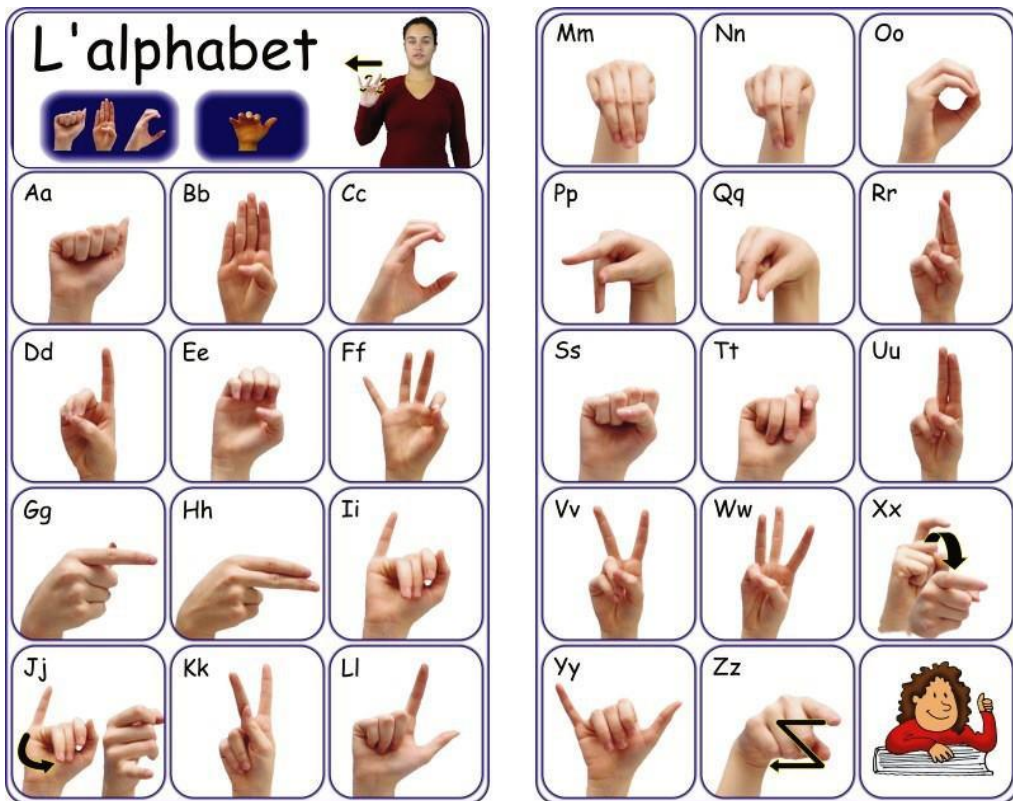 L'alphabet
Aa Bb Cc
Dd Ee Ff
Gg Hh Ii
Jj Kk Ll
Mm Nn Oo
Pp Qq Rr
Ss Tt Uu
Vv Ww Xx
Yy Zz